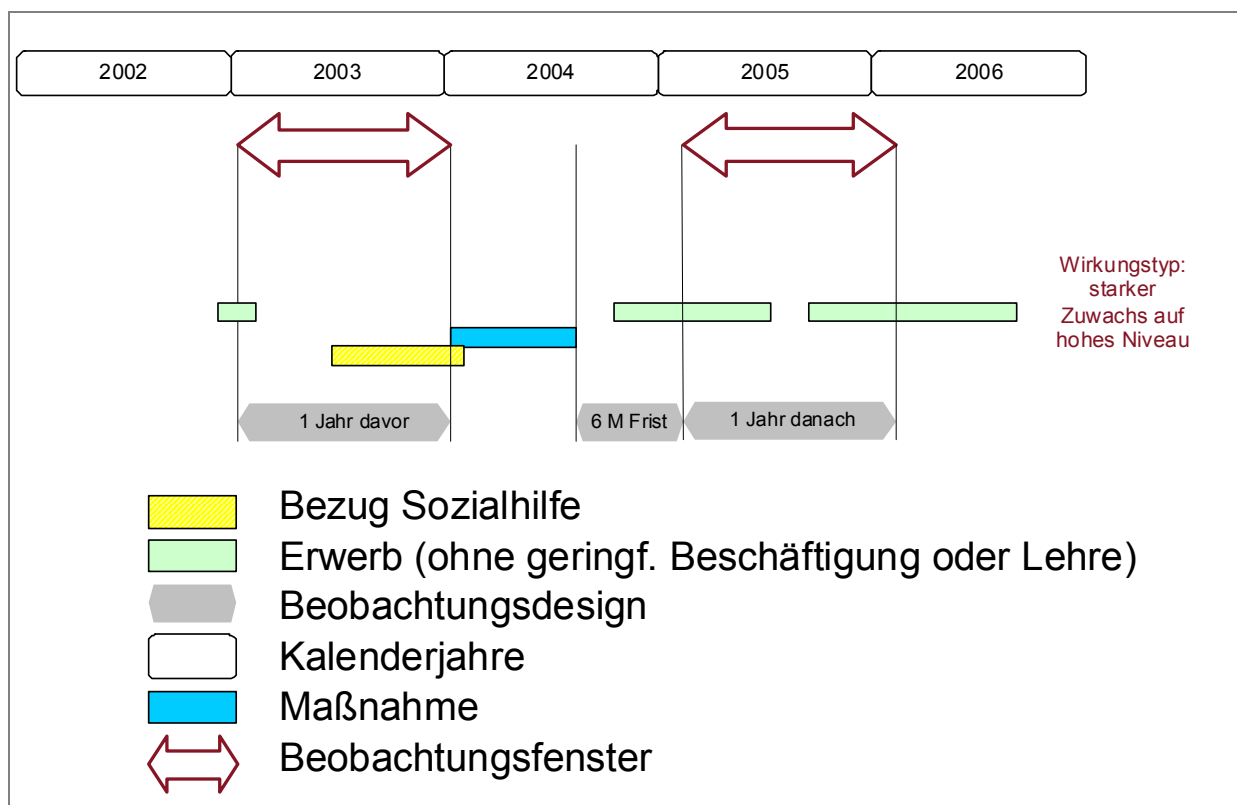 2002
2003
2004
2005
2006
Wirkungstyp:
starker
Zuwachs auf
hohes Niveau
1 Jahr davor
6 M Frist
1 Jahr danach
Bezug Sozialhilfe
Erwerb (ohne geringf. Beschäftigung oder Lehre)
Beobachtungsdesign
Kalenderjahre
Maßnahme
Beobachtungsfenster